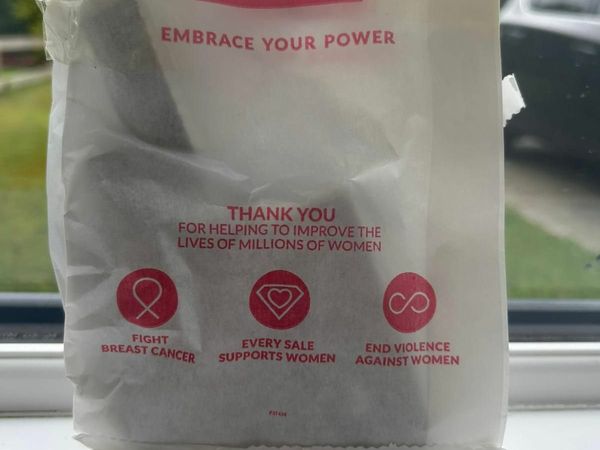 EMBRACE YOUR POWER
THANK YOU
FOR HELPING TO IMPROVE THE
LIVES OF MILLIONS OF WOMEN
FIGHT
BREAST CANCER
EVERY SALE
SUPPORTS WOMEN
END VIOLENCE
AGAINST WOMEN